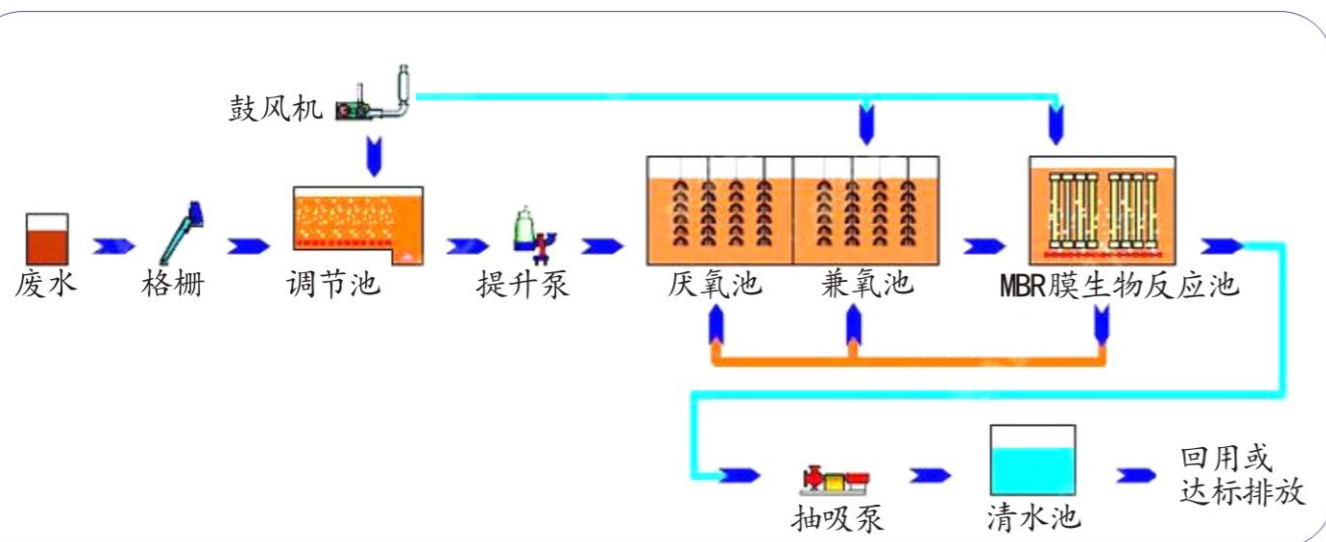 鼓风机
废水
格栅
调节池
提升泵
厌氧池
兼氧池
MBR膜生物反应池
抽吸泵
清水池
回用或
达标排放